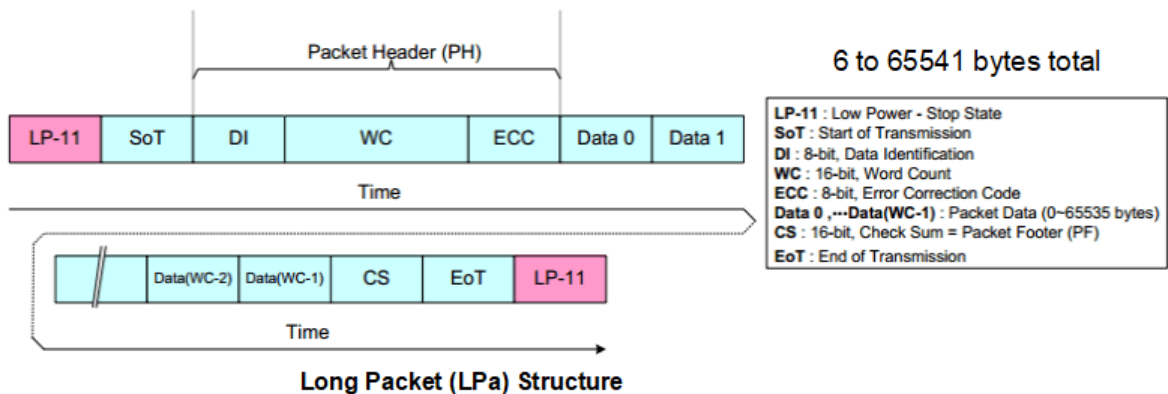 Packet Header (PH)
6 to 65541 bytes total
LP-11 SoT DI WC ECC Data 0 Data 1
Time
LP-11 : Low Power - Stop State
SoT : Start of Transmission
DI : 8-bit, Data Identification
WC : 16-bit, Word Count
ECC : 8-bit, Error Correction Code
Data 0 ,···Data(WC-1) : Packet Data (0~65535 bytes)
CS : 16-bit, Check Sum = Packet Footer (PF)
EoT : End of Transmission
Data(WC-2) Data(WC-1) CS EoT LP-11
Time
Long Packet (LPa) Structure